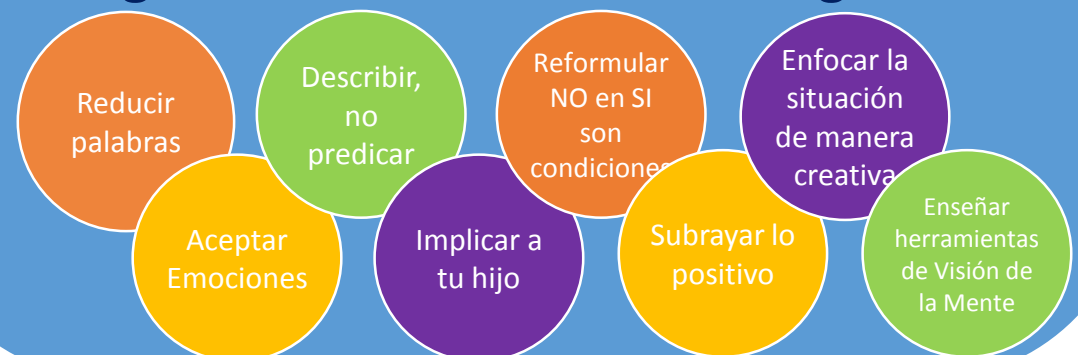 Reducir
palabras
Aceptar
Emociones
Describir,
no
predicar
Implicar a
tu hijo
Reformular
NO en SI
son
condiciones
Subrayar lo
positivo
Enfocar la
situación
de manera
creativa
Enseñar
herramientas
de Visión de
la Mente